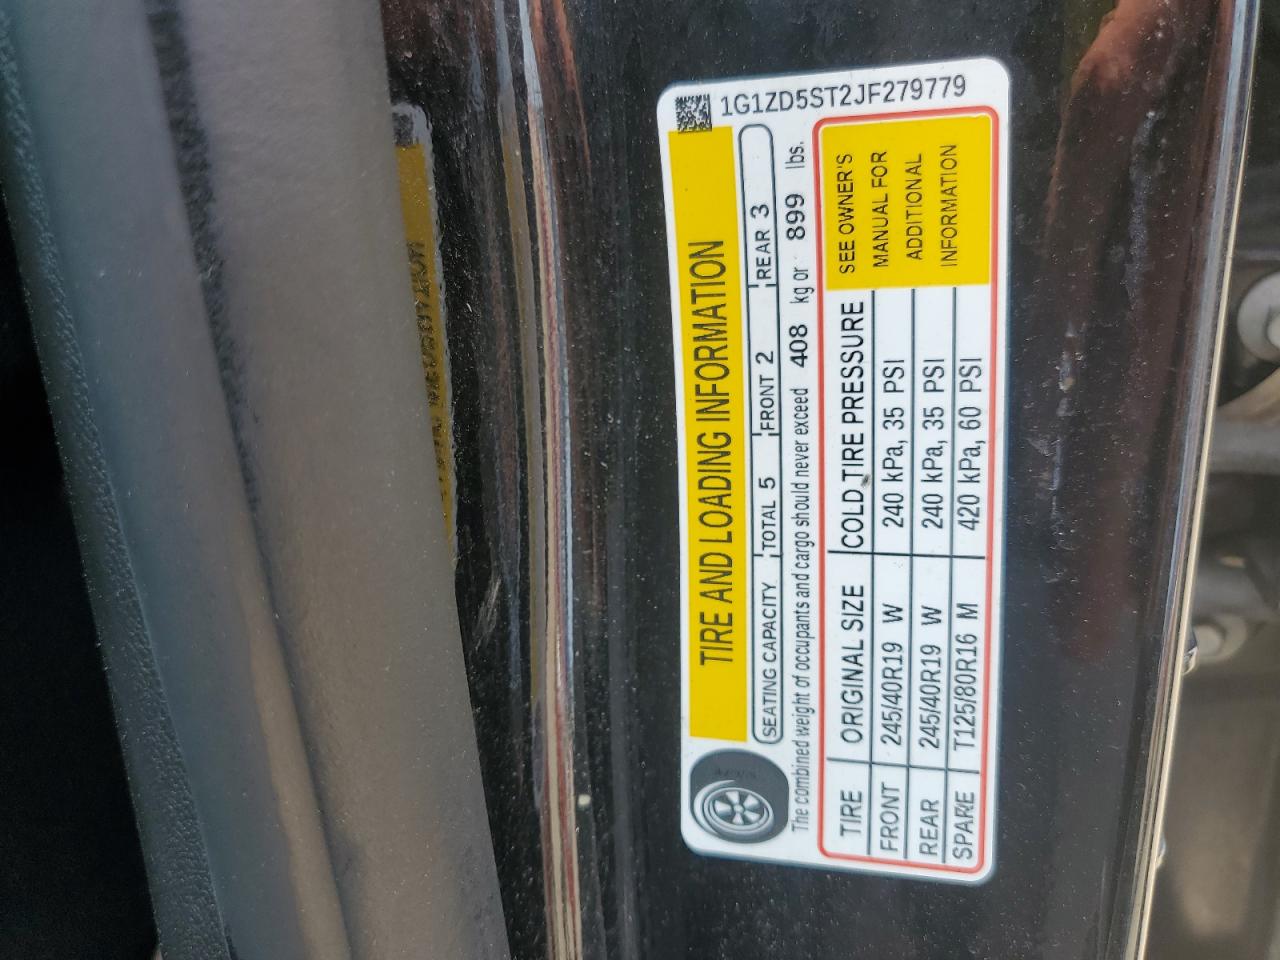 1G1ZD5ST2JF279779
TIRE AND LOADING INFORMATION
SEATING CAPACITY TOTAL 5 FRONT 2 REAR 3
The combined weight of occupants and cargo should never exceed 408 kg or 899 lbs.
TIRE ORIGINAL SIZE COLD TIRE PRESSURE
FRONT 245/40R19 W 240 kPa, 35 PSI
REAR 245/40R19 W 240 kPa, 35 PSI
SPARE T125/80R16 M 420 kPa, 60 PSI
SEE OWNER'S
MANUAL FOR
ADDITIONAL
INFORMATION